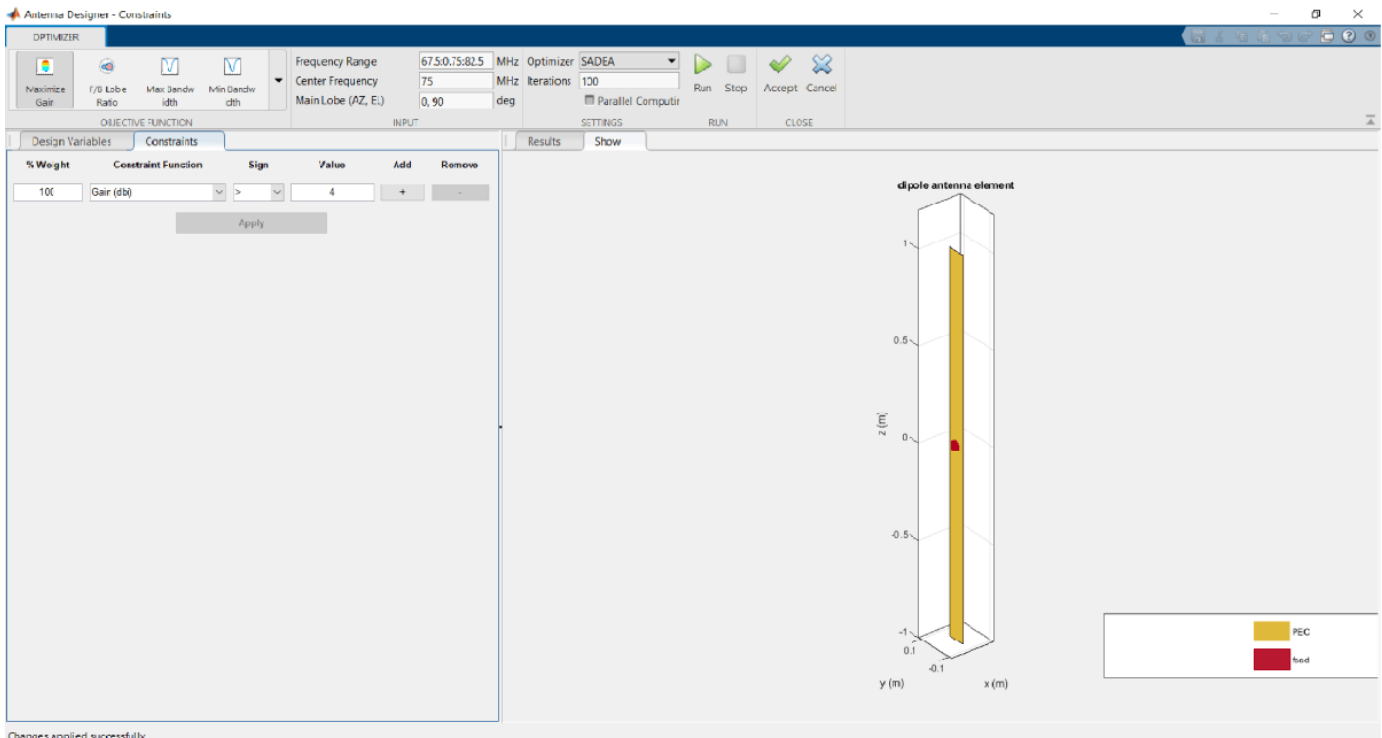 Antenna Designer - Constraints
OPTIMIZER
Maximize Gain
F/B Lobe Ratio
Max Bandwidth
Min Bandwidth
OBJECTIVE FUNCTION
Frequency Range 67.5:0.75:82.5 MHz
Center Frequency 75 MHz
Main Lobe (AZ, EL) 0, 90 deg
INPUT
Optimizer SADEA
Iterations 100
Parallel Computin
SETTINGS
Run Stop
RUN
Accept Cancel
CLOSE
Design Variables Constraints
% Weight Constraint Function Sign Value Add Remove
100 Gain (dbi) > 4 + -
Apply
Results Show
dipole antenna element
1
0.5
z (m)
0
-0.5
-1
0.1
-0.1
y (m) x (m)
PEC
feed
Changes applied successfully